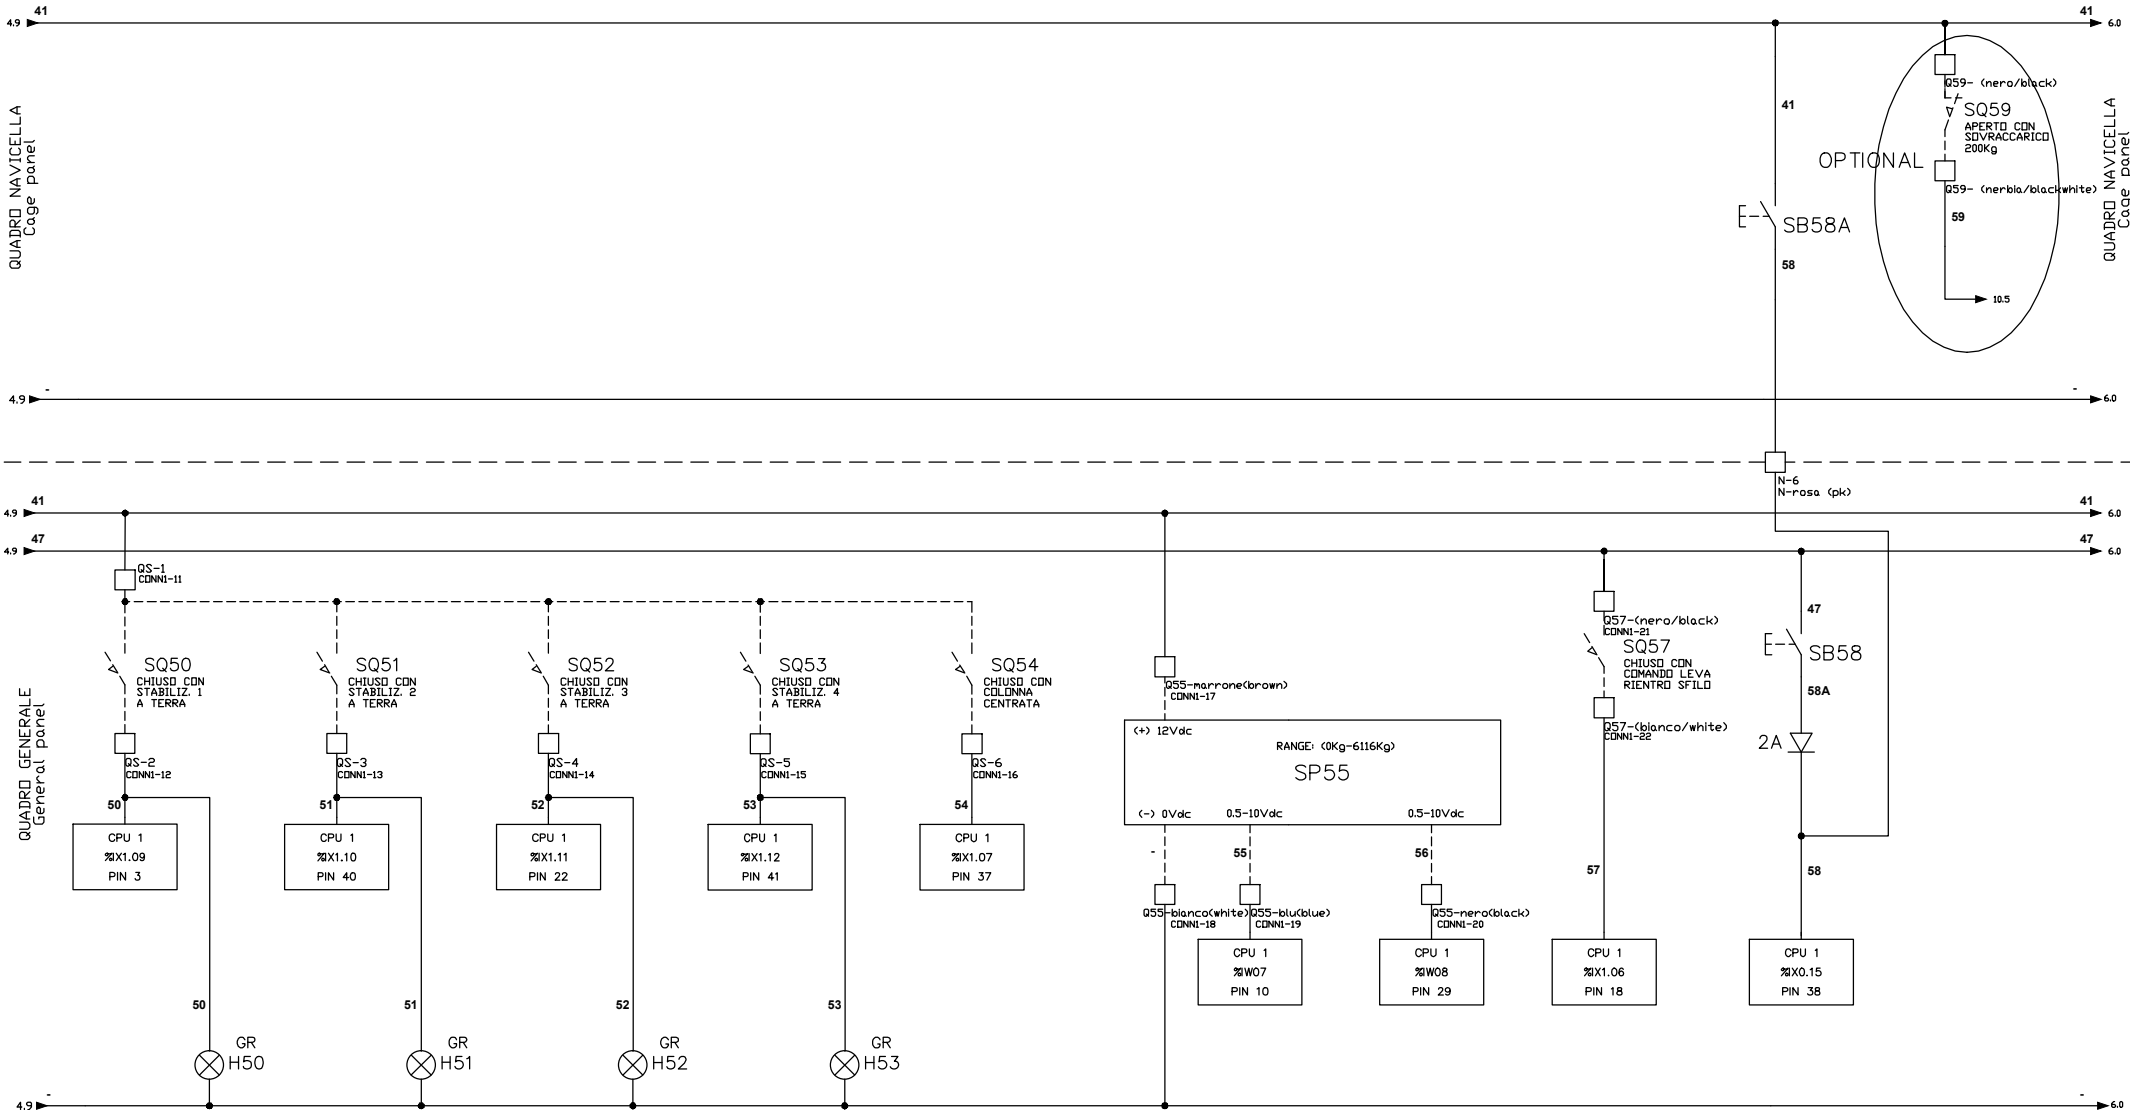 41
4.9
41
6.0
QUADRO NAVICELLA
Cage panel
41
SB58A
58
Q59- (nero/black)
SQ59
APERTO CON
SOVRACCARICO
200Kg
OPTIONAL
Q59- (nerbia/blackwhite)
59
10.5
QUADRO NAVICELLA
Cage panel
-
4.9
-
6.0
N-6
N-rosa (pk)
41
4.9
41
6.0
47
4.9
47
6.0
QUADRO GENERALE
General panel
QS-1
CONN1-11
SQ50
CHIUSO CON
STABILIZ. 1
A TERRA
QS-2
CONN1-12
50
CPU 1
%IX1.09
PIN 3
50
GR
H50
SQ51
CHIUSO CON
STABILIZ. 2
A TERRA
QS-3
CONN1-13
51
CPU 1
%IX1.10
PIN 40
51
GR
H51
SQ52
CHIUSO CON
STABILIZ. 3
A TERRA
QS-4
CONN1-14
52
CPU 1
%IX1.11
PIN 22
52
GR
H52
SQ53
CHIUSO CON
STABILIZ. 4
A TERRA
QS-5
CONN1-15
53
CPU 1
%IX1.12
PIN 41
53
GR
H53
SQ54
CHIUSO CON
COLONNA
CENTRATA
QS-6
CONN1-16
54
CPU 1
%IX1.07
PIN 37
Q55-marrone(brown)
CONN1-17
(+) 12Vdc
RANGE: (0Kg-6116Kg)
SP55
(-) 0Vdc
0.5-10Vdc
0.5-10Vdc
-
55
56
Q55-bianco(white)
CONN1-18
Q55-blu(blue)
CONN1-19
Q55-nero(black)
CONN1-20
CPU 1
%IW07
PIN 10
CPU 1
%IW08
PIN 29
Q57-(nero/black)
CONN1-21
SQ57
CHIUSO CON
COMANDO LEVA
RIENTRO SFILO
Q57-(bianco/white)
CONN1-22
57
CPU 1
%IX1.06
PIN 18
47
SB58
58A
2A
58
CPU 1
%IX0.15
PIN 38
-
4.9
-
6.0